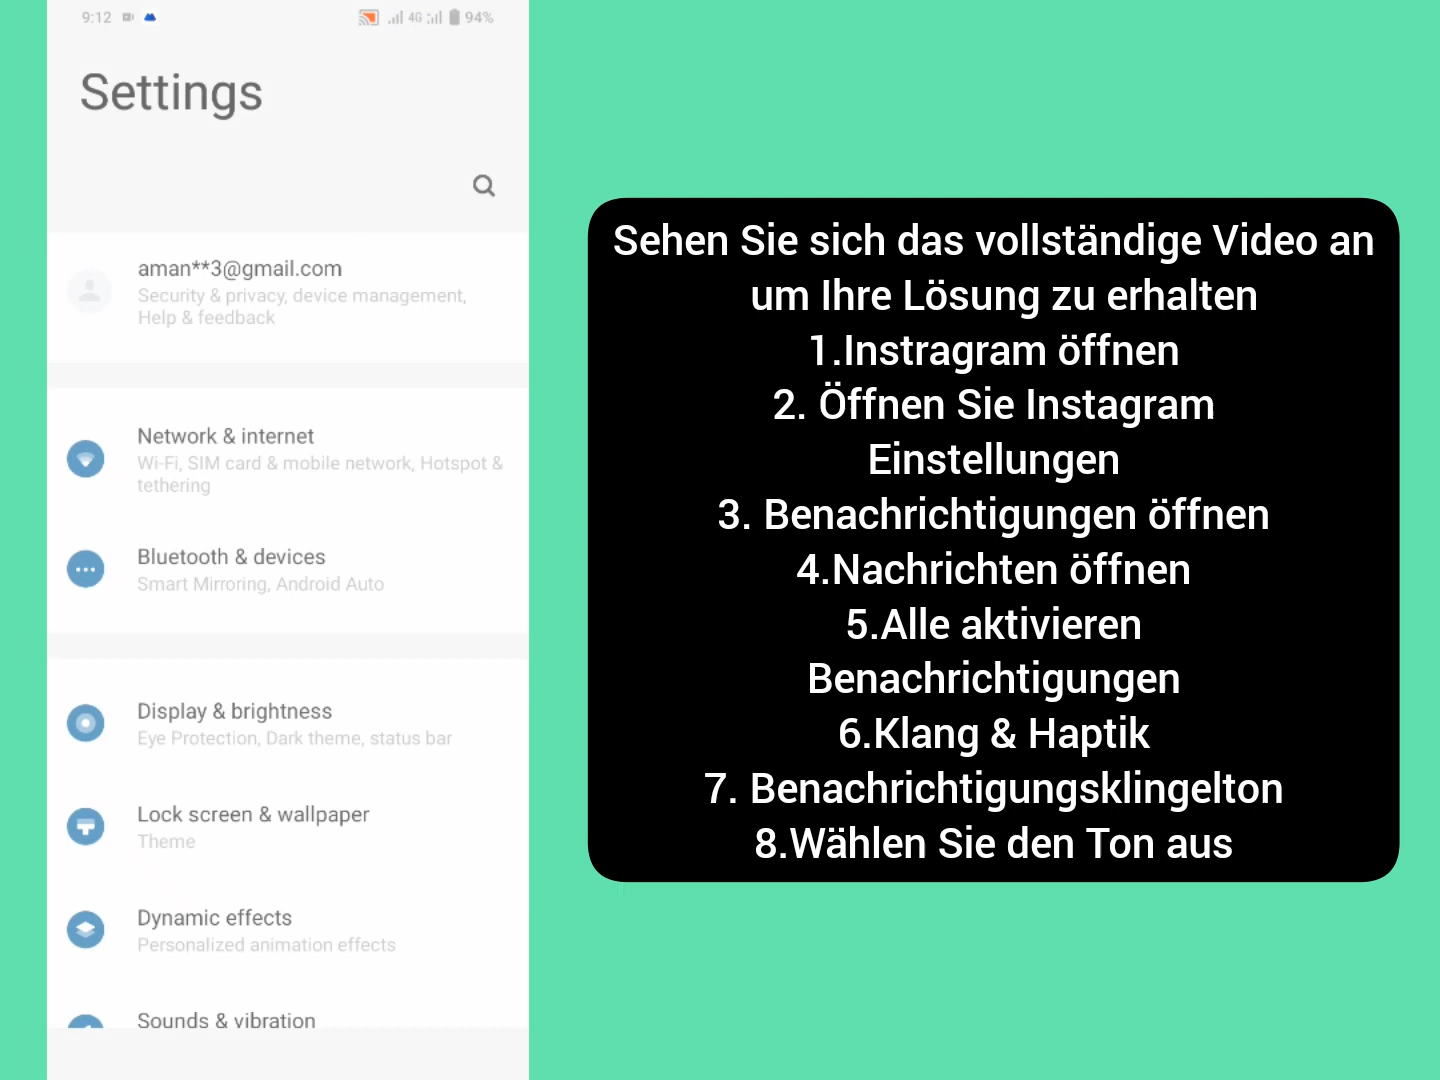 9:12
4G
94%
Settings
aman**3@gmail.com
Security & privacy, device management,
Help & feedback
Network & internet
Wi-Fi, SIM card & mobile network, Hotspot &
tethering
Bluetooth & devices
Smart Mirroring, Android Auto
Display & brightness
Eye Protection, Dark theme, status bar
Lock screen & wallpaper
Theme
Dynamic effects
Personalized animation effects
Sounds & vibration
Sehen Sie sich das vollständige Video an
um Ihre Lösung zu erhalten
1.Instragram öffnen
2. Öffnen Sie Instagram
Einstellungen
3. Benachrichtigungen öffnen
4.Nachrichten öffnen
5.Alle aktivieren
Benachrichtigungen
6.Klang & Haptik
7. Benachrichtigungsklingelton
8.Wählen Sie den Ton aus